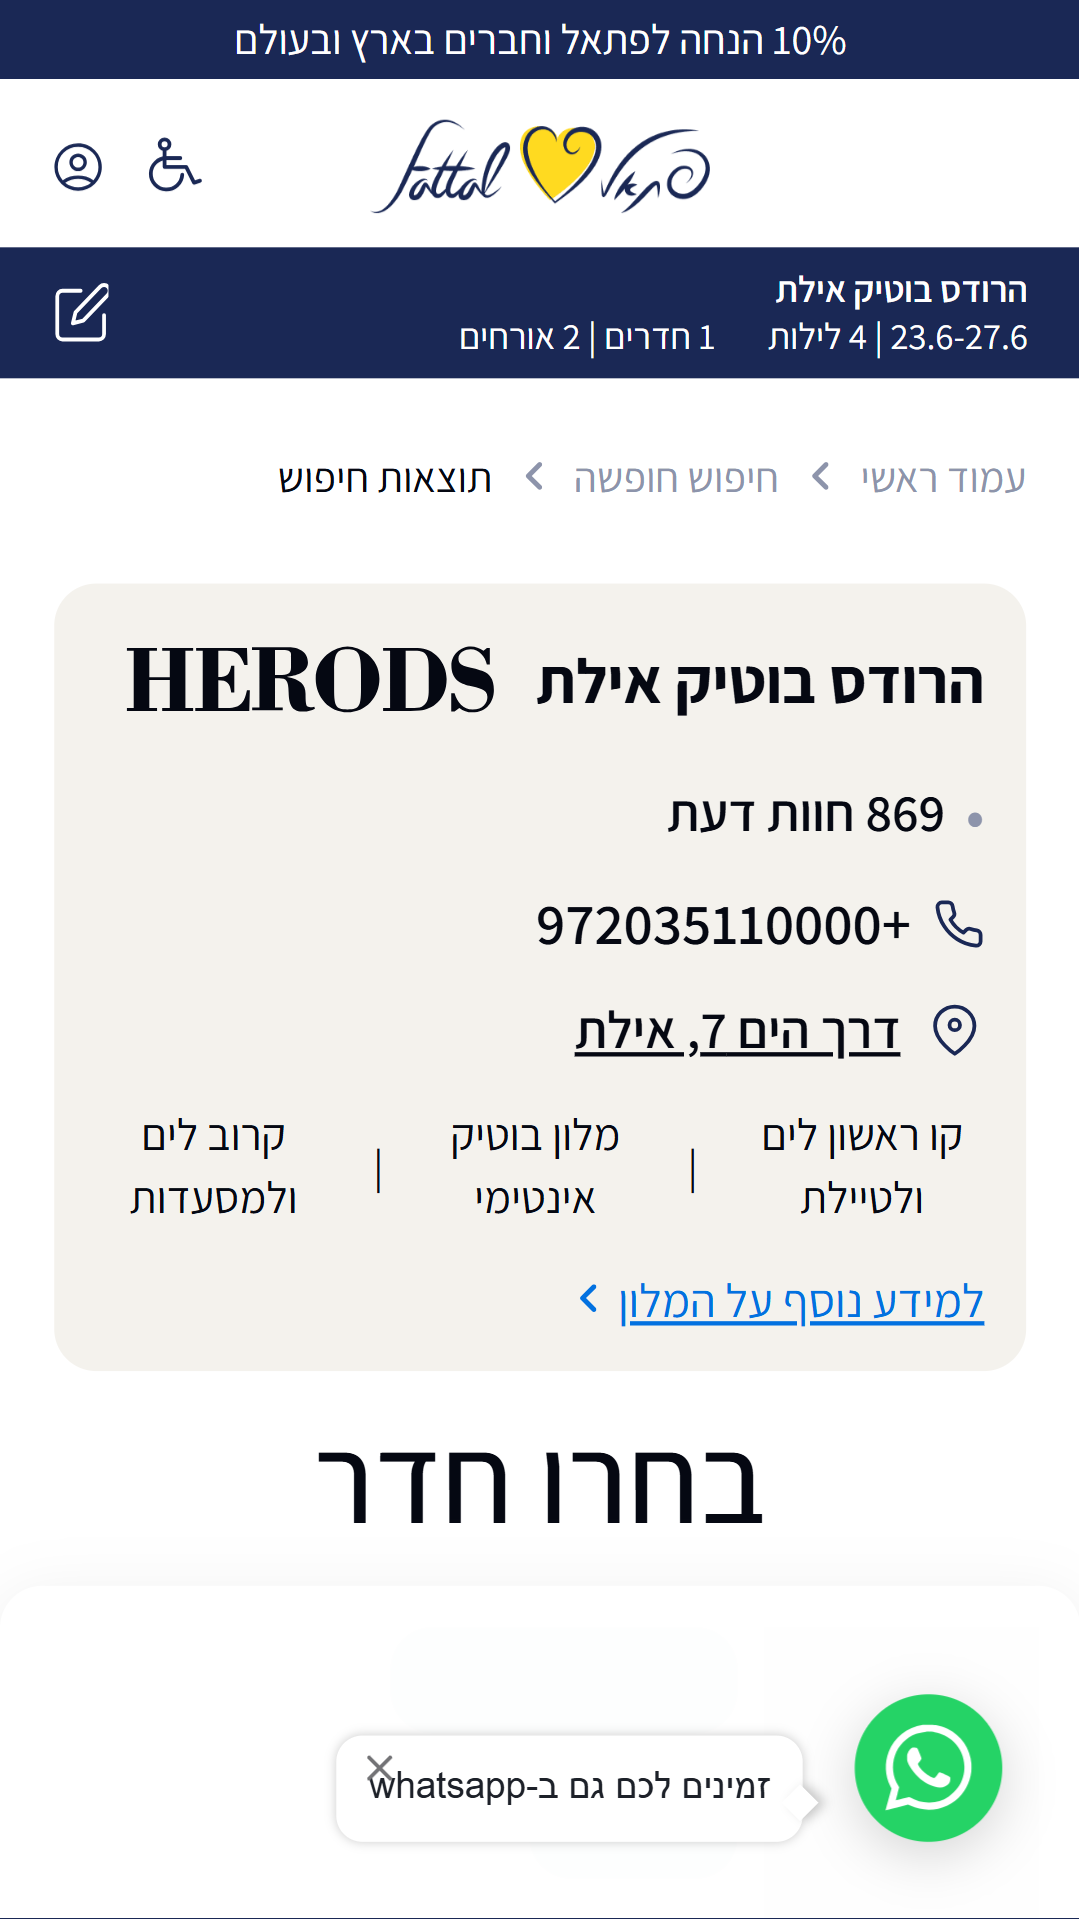 10% הנחה לפתאל וחברים בארץ ובעולם
fattal פתאל
הרודס בוטיק אילת
23.6-27.6 | 4 לילות 1 חדרים | 2 אורחים
עמוד ראשי חיפוש חופשה תוצאות חיפוש
הרודס בוטיק אילת HERODS
869 חוות דעת
972035110000+
דרך הים 7, אילת
קו ראשון לים ולטיילת | מלון בוטיק אינטימי | קרוב לים ולמסעדות
למידע נוסף על המלון
בחרו חדר
זמינים לכם גם ב-whatsapp